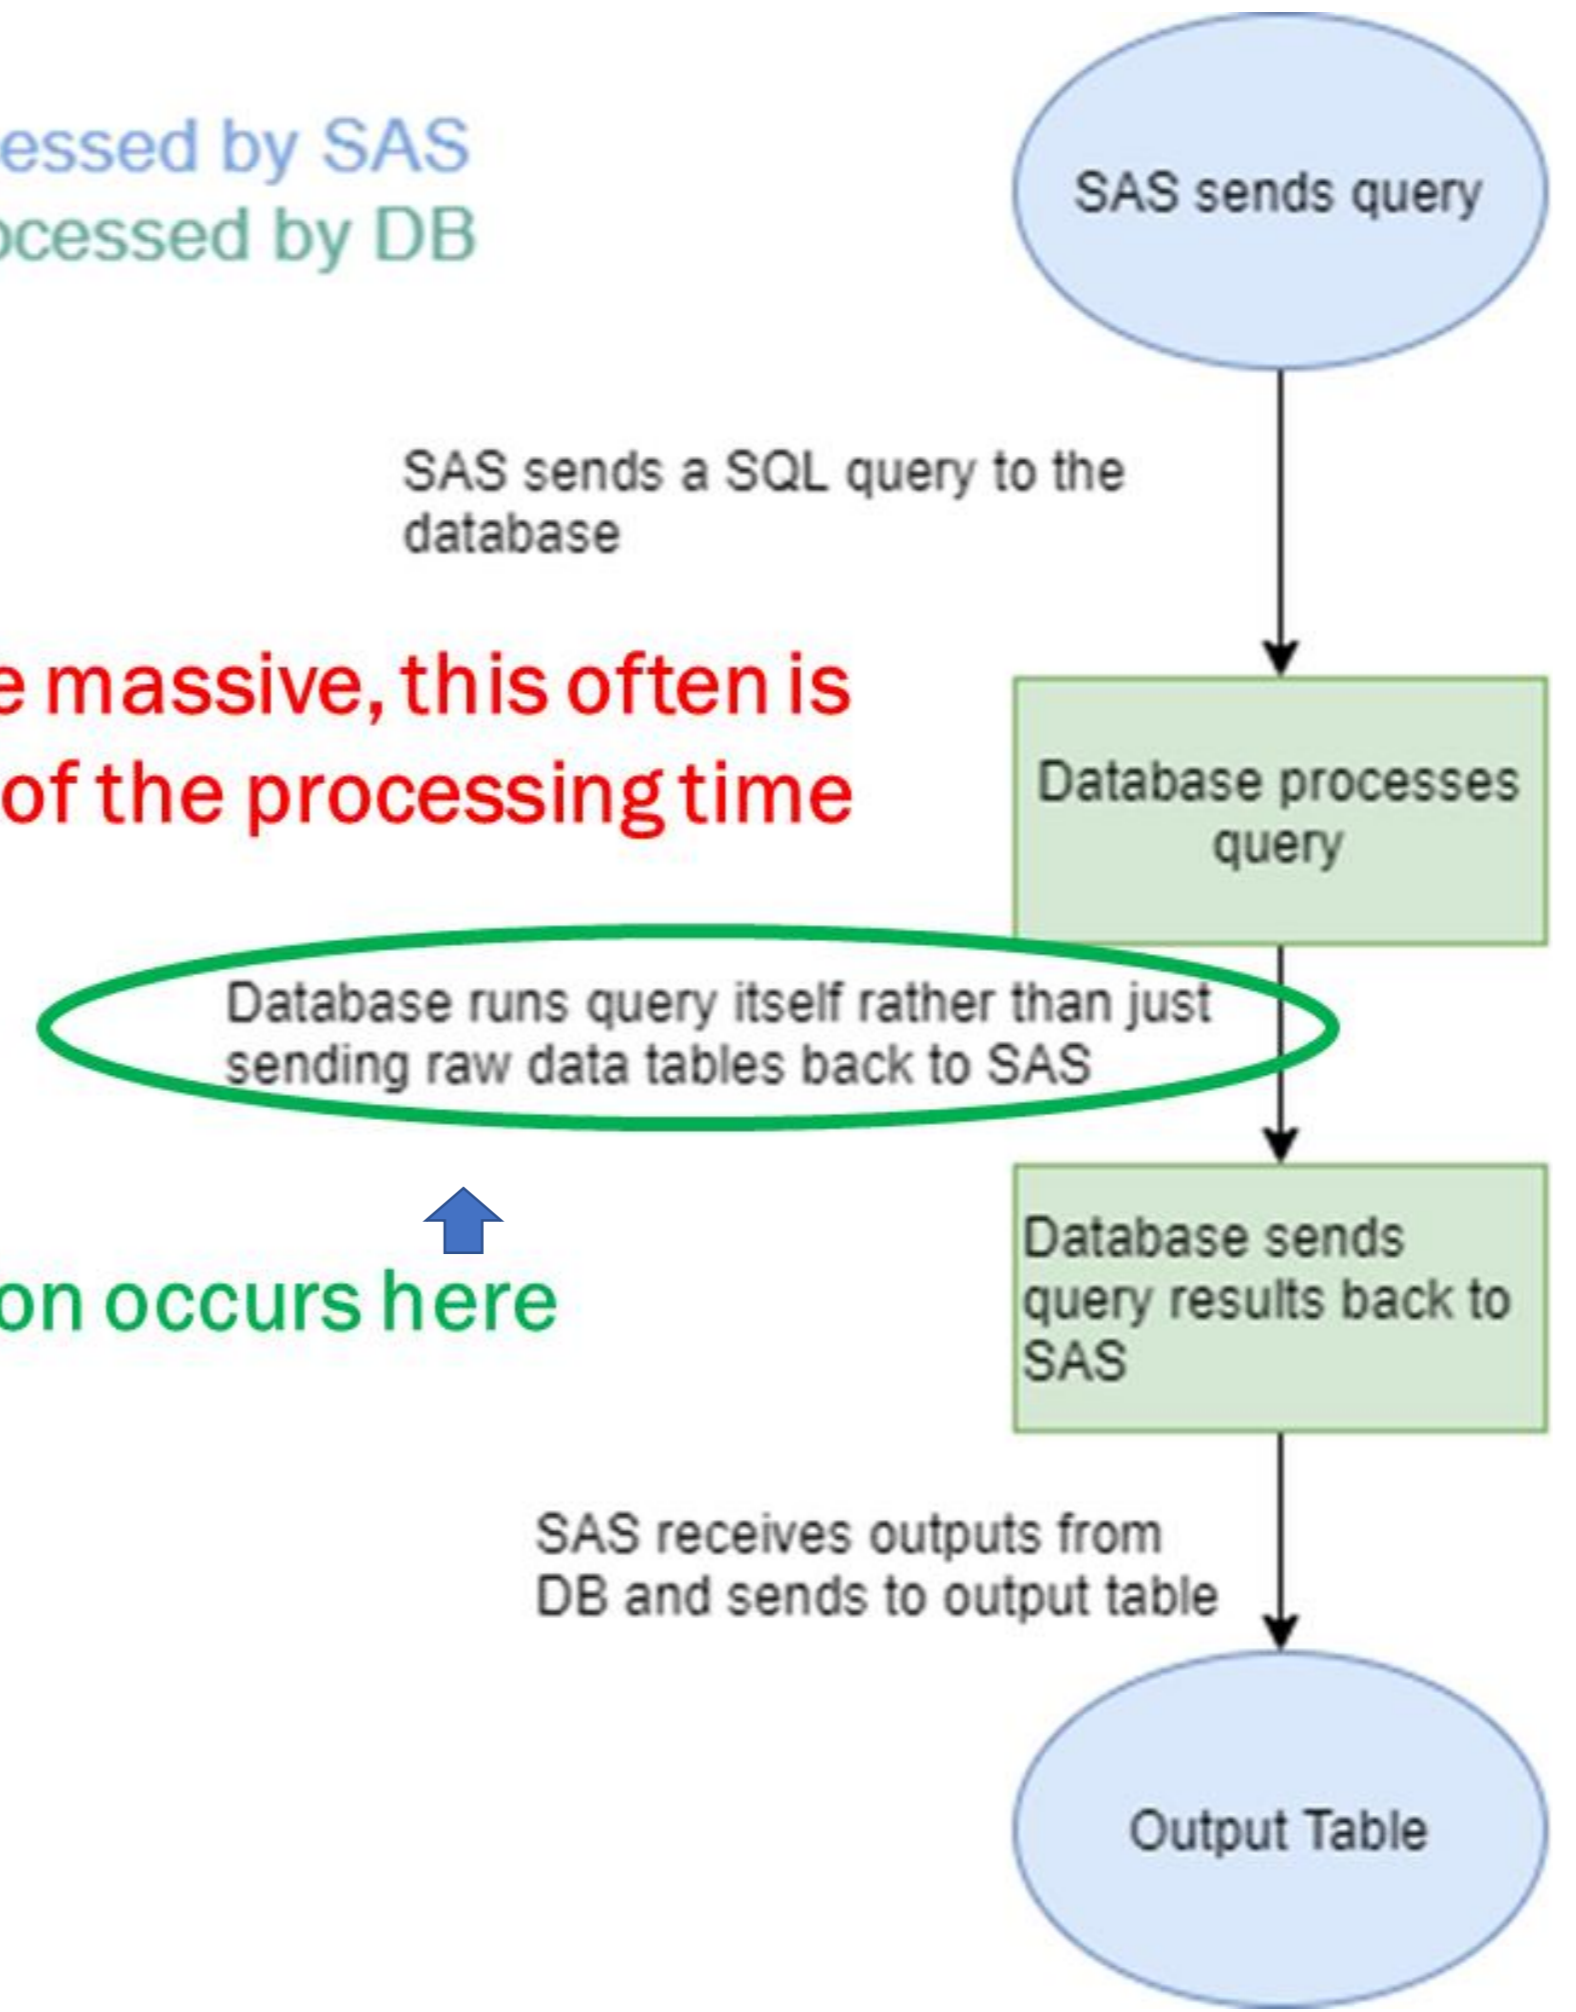 essed by SAS
ocessed by DB
SAS sends query
SAS sends a SQL query to the
database
e massive, this often is
of the processing time
Database processes
query
Database runs query itself rather than just
sending raw data tables back to SAS
on occurs here
Database sends
query results back to
SAS
SAS receives outputs from
DB and sends to output table
Output Table